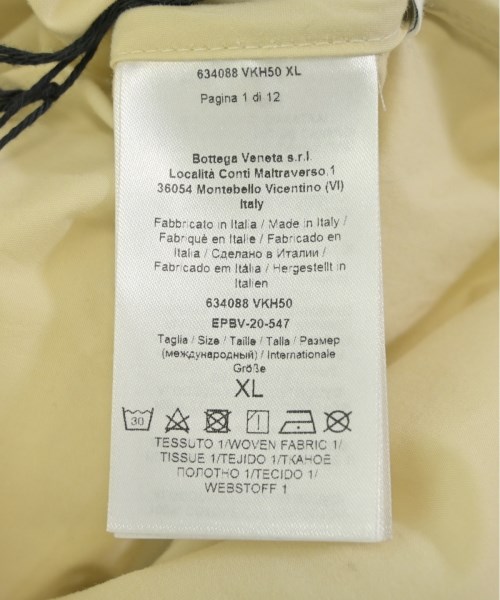 634088 VKH50 XL
Pagina 1 di 12
Bottega Veneta s.r.l.
Località Conti Maltraverso,1
36054 Montebello Vicentino (VI)
Italy
Fabbricato in Italia / Made in Italy /
Fabriqué en Italie / Fabricado en
Italia / Сделано в Италии /
Fabricado em Itália / Hergestellt in
Italien
634088 VKH50
EPBV-20-547
Taglia / Size / Taille / Talla / Размер
(международный) / Internationale
Größe
XL
30
TESSUTO 1/WOVEN FABRIC 1/
TISSUE 1/TEJIDO 1/ТКАНОЕ
ПОЛОТНО 1/TECIDO 1/
WEBSTOFF 1